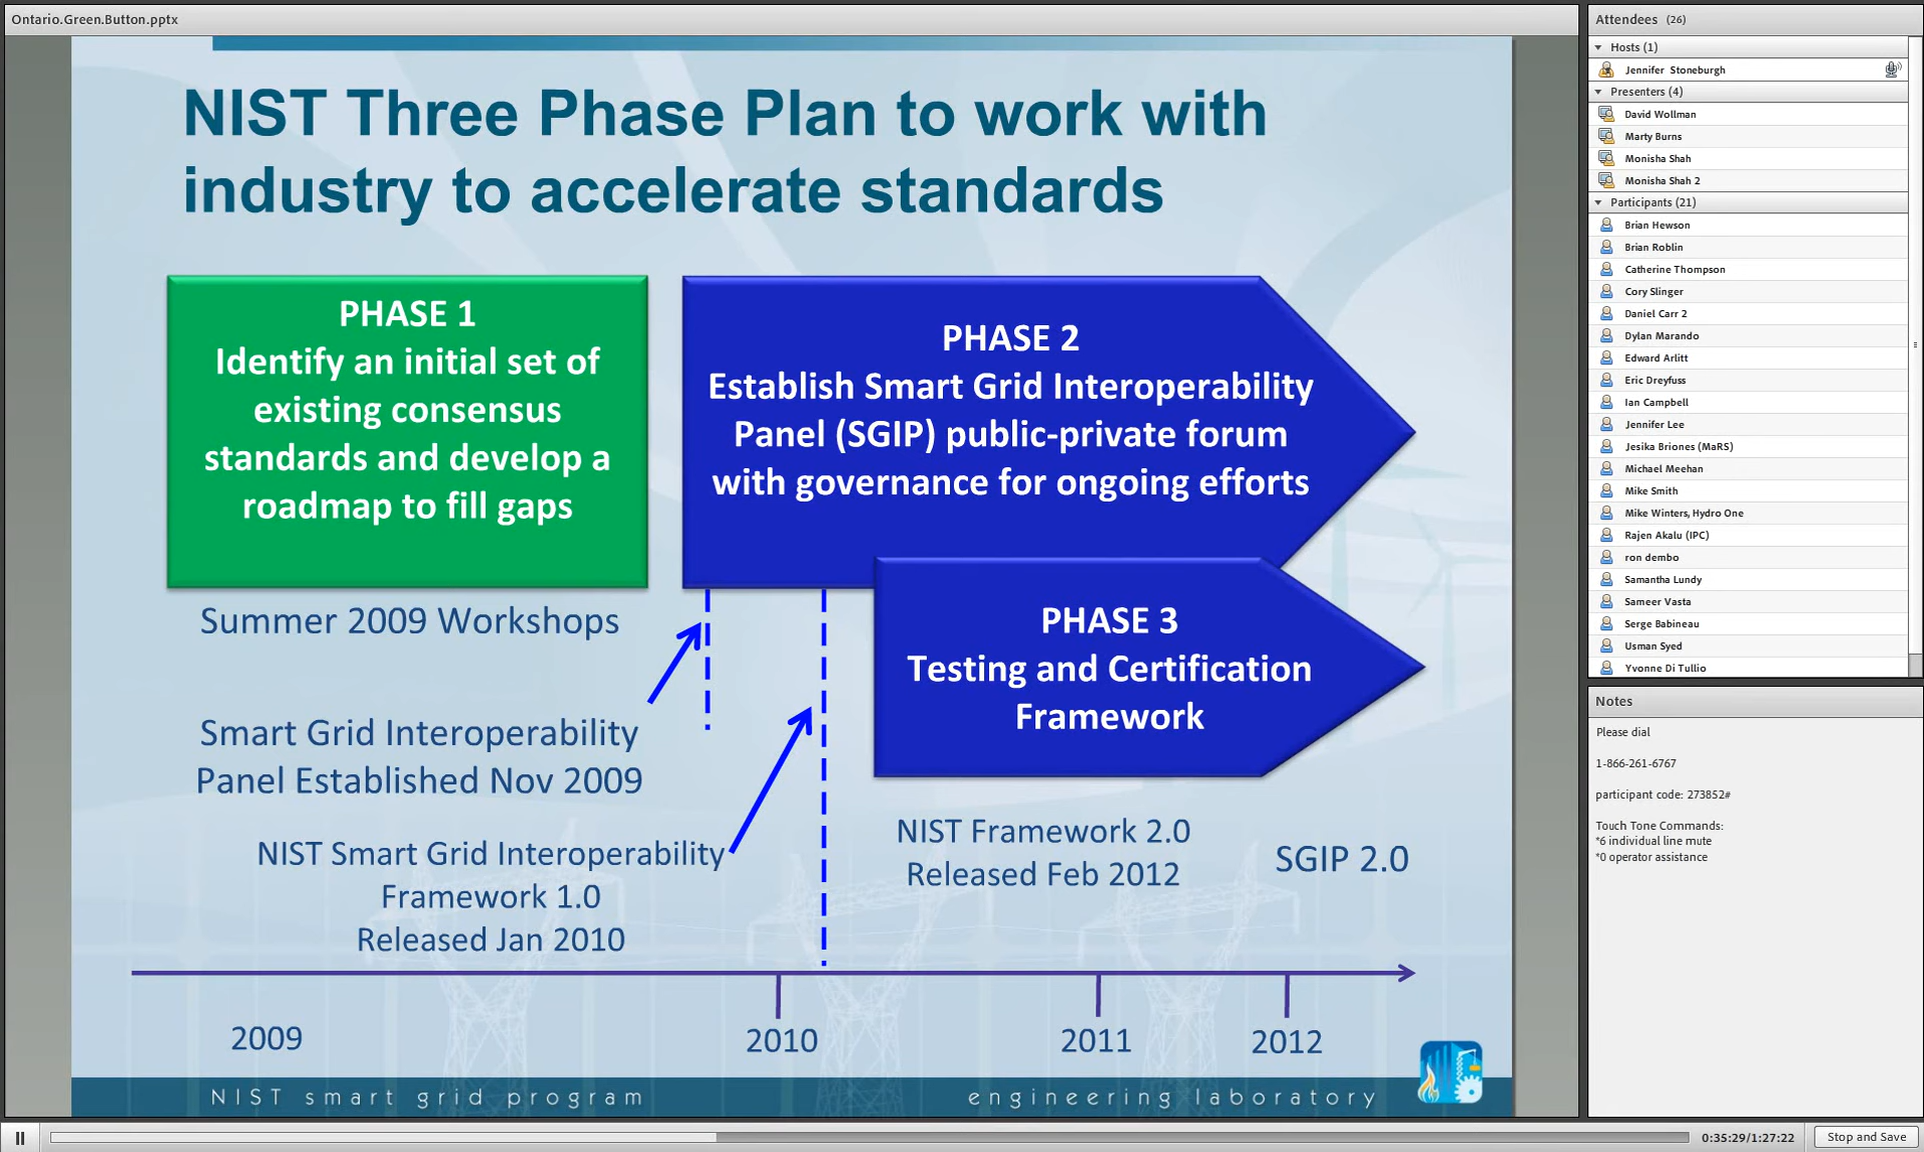 Ontario.Green.Button.pptx
NIST Three Phase Plan to work with
industry to accelerate standards
PHASE 1
Identify an initial set of
existing consensus
standards and develop a
roadmap to fill gaps
PHASE 2
Establish Smart Grid Interoperability
Panel (SGIP) public-private forum
with governance for ongoing efforts
PHASE 3
Testing and Certification
Framework
Summer 2009 Workshops
Smart Grid Interoperability
Panel Established Nov 2009
NIST Smart Grid Interoperability
Framework 1.0
Released Jan 2010
NIST Framework 2.0
Released Feb 2012
SGIP 2.0
2009
2010
2011
2012
NIST smart grid program
engineering laboratory
Attendees (26)
Hosts (1)
Jennifer Stoneburgh
Presenters (4)
David Wollman
Marty Burns
Monisha Shah
Monisha Shah 2
Participants (21)
Brian Hewson
Brian Roblin
Catherine Thompson
Cory Slinger
Daniel Carr 2
Dylan Marando
Edward Arlitt
Eric Dreyfuss
Ian Campbell
Jennifer Lee
Jesika Briones (MaRS)
Michael Meehan
Mike Smith
Mike Winters, Hydro One
Rajen Akalu (IPC)
ron dembo
Samantha Lundy
Sameer Vasta
Serge Babineau
Usman Syed
Yvonne Di Tullio
Notes
Please dial
1-866-261-6767
participant code: 273852#
Touch Tone Commands:
*6 individual line mute
*0 operator assistance
0:35:29/1:27:22
Stop and Save